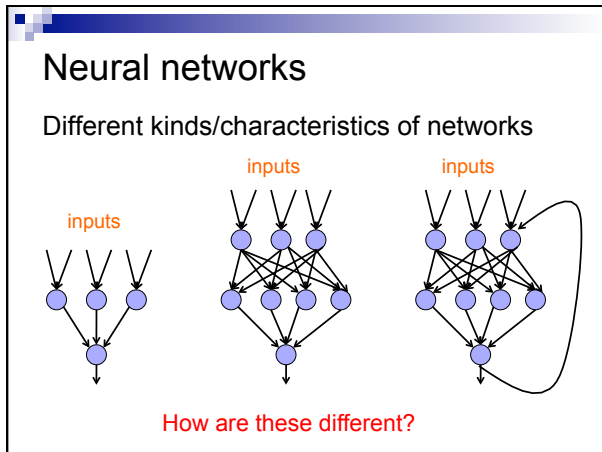 Neural networks
Different kinds/characteristics of networks
inputs
inputs
inputs
How are these different?